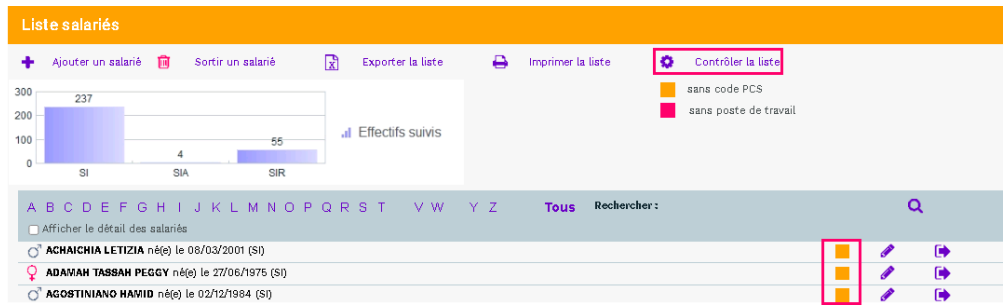 Liste salariés
Ajouter un salarié Sortir un salarié Exporter la liste Imprimer la liste Contrôler la liste
sans code PCS
sans poste de travail
300
200
100
0
237
4
55
SI SIA SIR
Effectifs suivis
A B C D E F G H I J K L M N O P Q R S T V W Y Z Tous Rechercher :
Afficher le détail des salariés
ACHAICHIA LETIZIA né(e) le 08/03/2001 (SI)
ADAMAH TASSAH PEGGY né(e) le 27/06/1975 (SI)
AGOSTINIANO HAMID né(e) le 02/12/1984 (SI)